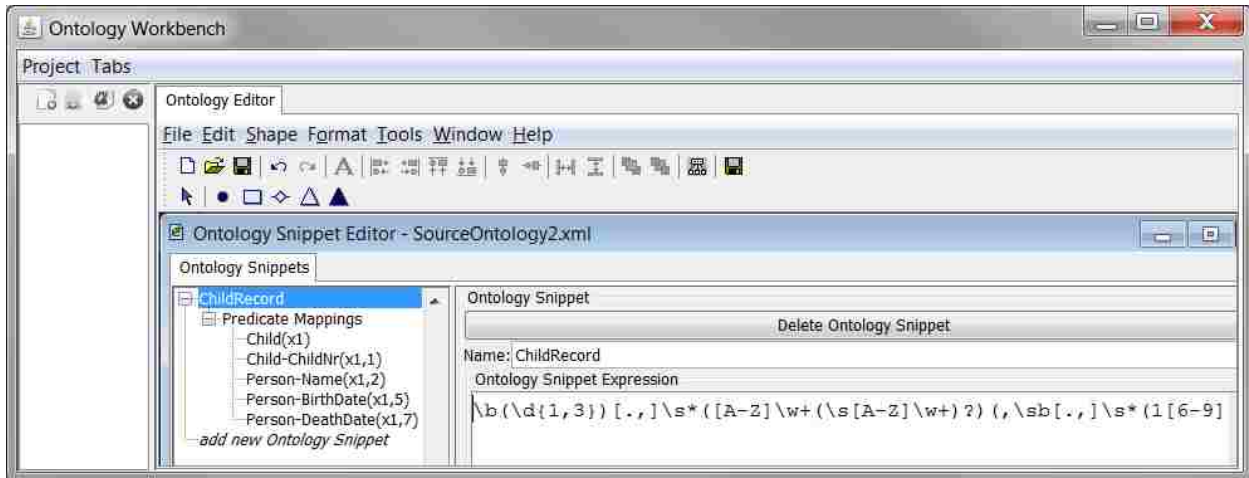 Ontology Workbench
Project Tabs
Ontology Editor
File Edit Shape Format Tools Window Help
Ontology Snippet Editor - SourceOntology2.xml
Ontology Snippets
ChildRecord
Predicate Mappings
Child(x1)
Child-ChildNr(x1,1)
Person-Name(x1,2)
Person-BirthDate(x1,5)
Person-DeathDate(x1,7)
add new Ontology Snippet
Ontology Snippet
Delete Ontology Snippet
Name: ChildRecord
Ontology Snippet Expression
\b(\d{1,3})[.,]\s*([A-Z]\w+(\s[A-Z]\w+)?)(,\sb[.,]\s*(1[6-9]